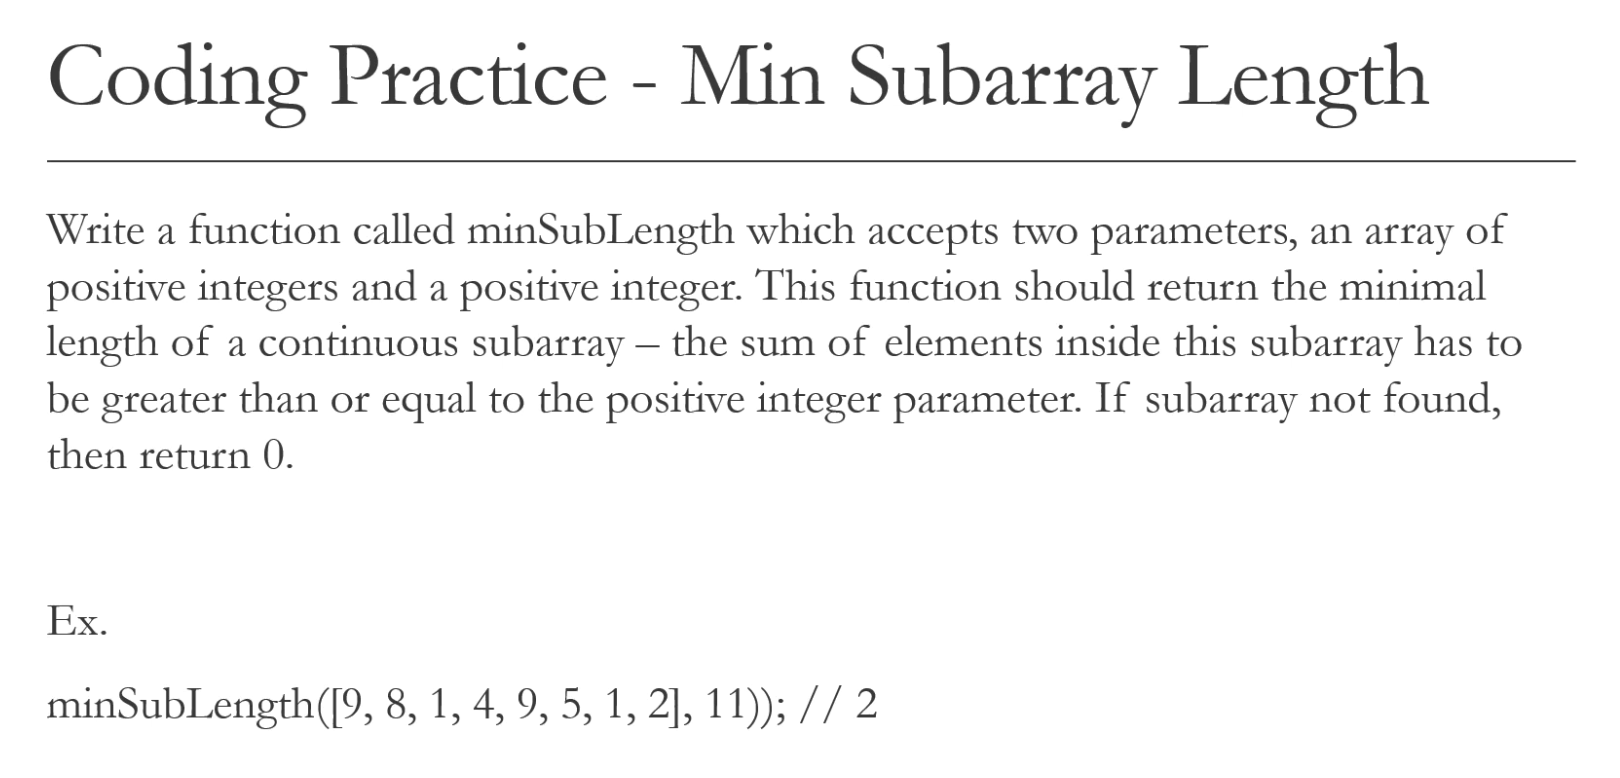 Coding Practice - Min Subarray Length
Write a function called minSubLength which accepts two parameters, an array of
positive integers and a positive integer. This function should return the minimal
length of a continuous subarray – the sum of elements inside this subarray has to
be greater than or equal to the positive integer parameter. If subarray not found,
then return 0.
Ex.
minSubLength([9, 8, 1, 4, 9, 5, 1, 2], 11)); // 2